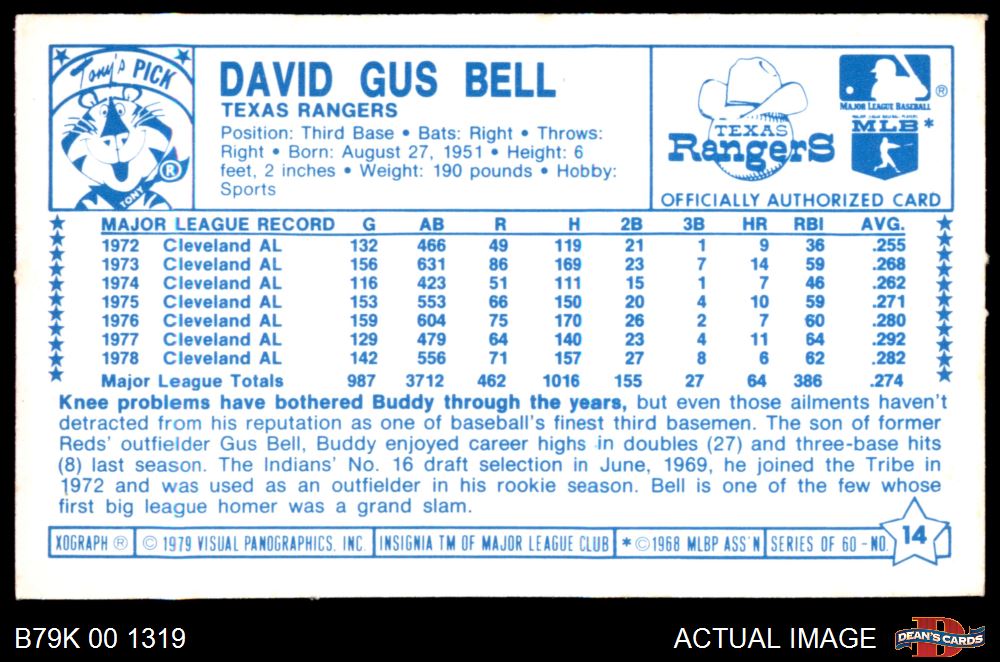 Tony's PICK
TONY
®
DAVID GUS BELL
TEXAS RANGERS
Position: Third Base • Bats: Right • Throws:
Right • Born: August 27, 1951 • Height: 6
feet, 2 inches • Weight: 190 pounds • Hobby:
Sports
TEXAS
RangerS
®
MAJOR LEAGUE BASEBALL
MLB*
OFFICIALLY AUTHORIZED CARD
MAJOR LEAGUE RECORD G AB R H 2B 3B HR RBI AVG.
1972 Cleveland AL 132 466 49 119 21 1 9 36 .255
1973 Cleveland AL 156 631 86 169 23 7 14 59 .268
1974 Cleveland AL 116 423 51 111 15 1 7 46 .262
1975 Cleveland AL 153 553 66 150 20 4 10 59 .271
1976 Cleveland AL 159 604 75 170 26 2 7 60 .280
1977 Cleveland AL 129 479 64 140 23 4 11 64 .292
1978 Cleveland AL 142 556 71 157 27 8 6 62 .282
Major League Totals 987 3712 462 1016 155 27 64 386 .274
Knee problems have bothered Buddy through the years, but even those ailments haven't
detracted from his reputation as one of baseball's finest third basemen. The son of former
Reds' outfielder Gus Bell, Buddy enjoyed career highs in doubles (27) and three-base hits
(8) last season. The Indians' No. 16 draft selection in June, 1969, he joined the Tribe in
1972 and was used as an outfielder in his rookie season. Bell is one of the few whose
first big league homer was a grand slam.
XOGRAPH ® © 1979 VISUAL PANOGRAPHICS, INC. INSIGNIA TM OF MAJOR LEAGUE CLUB *©1968 MLBP ASS'N SERIES OF 60-NO. 14
B79K 00 1319
ACTUAL IMAGE
D
DEAN'S CARDS